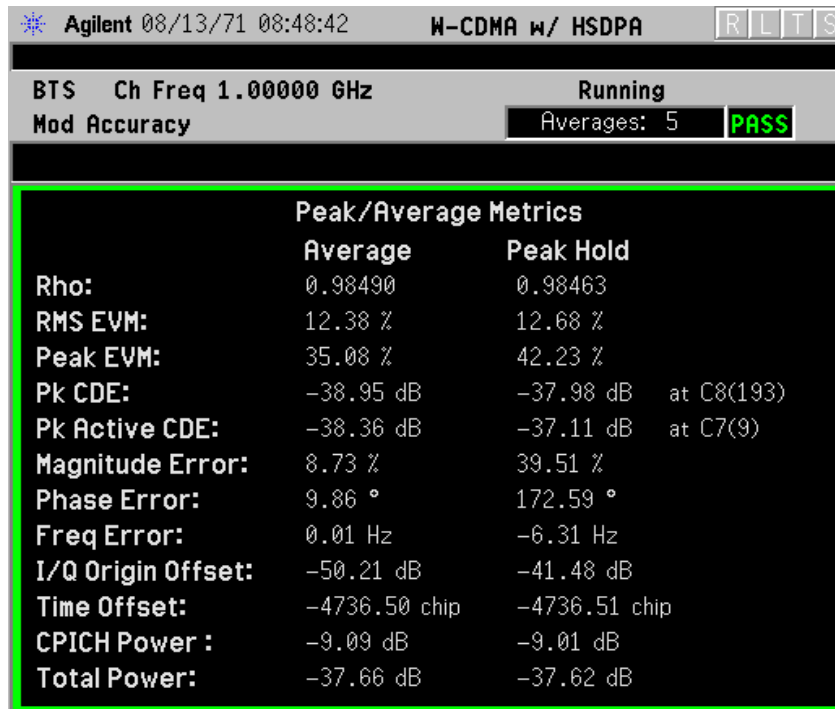 Agilent 08/13/71 08:48:42 W-CDMA w/ HSDPA R L T S
BTS Ch Freq 1.00000 GHz Running
Mod Accuracy Averages: 5 PASS
Peak/Average Metrics
Average Peak Hold
Rho: 0.98490 0.98463
RMS EVM: 12.38 % 12.68 %
Peak EVM: 35.08 % 42.23 %
Pk CDE: -38.95 dB -37.98 dB at C8(193)
Pk Active CDE: -38.36 dB -37.11 dB at C7(9)
Magnitude Error: 8.73 % 39.51 %
Phase Error: 9.86 ° 172.59 °
Freq Error: 0.01 Hz -6.31 Hz
I/Q Origin Offset: -50.21 dB -41.48 dB
Time Offset: -4736.50 chip -4736.51 chip
CPICH Power : -9.09 dB -9.01 dB
Total Power: -37.66 dB -37.62 dB